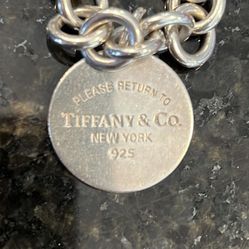 PLEASE RETURN TO
TIFFANY & CO.
NEW YORK
925